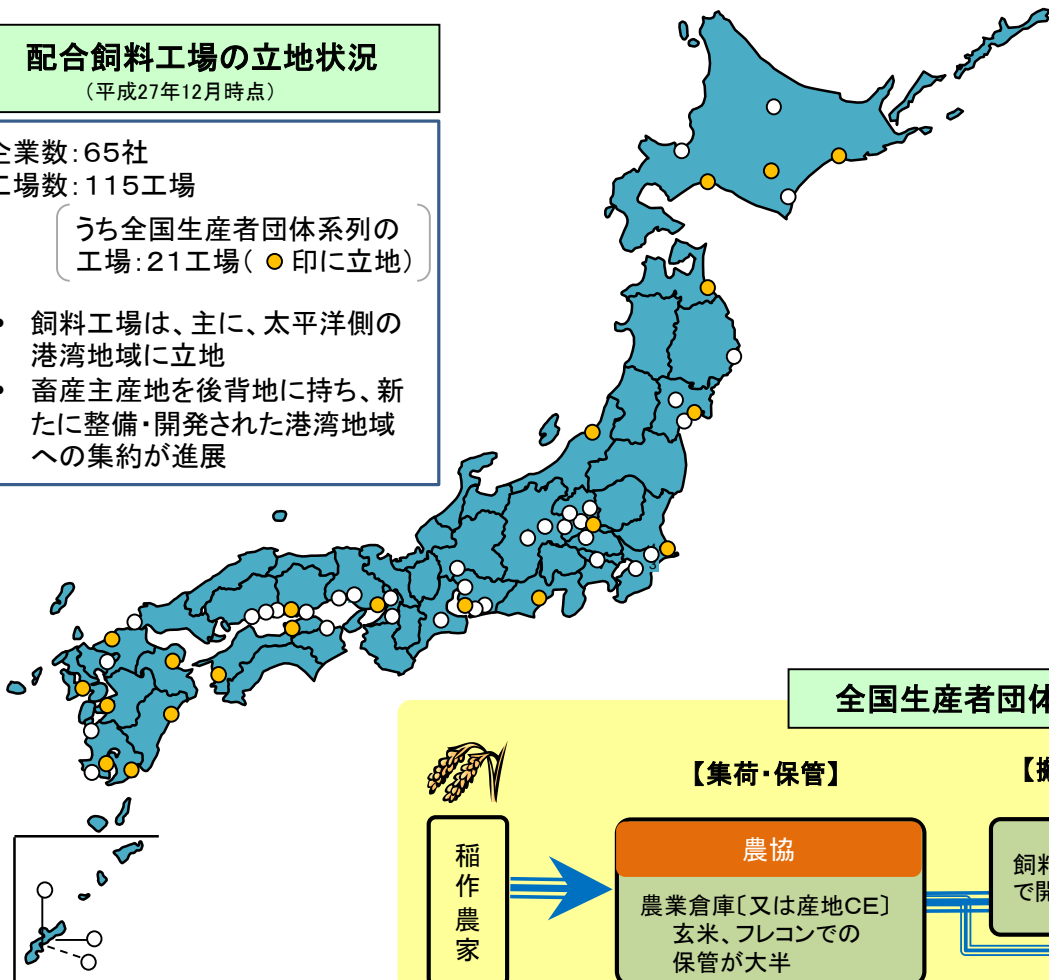 配合飼料工場の立地状況
（平成27年12月時点）
企業数：65社
工場数：115工場
うち全国生産者団体系列の
工場：21工場（ 印に立地）
• 飼料工場は、主に、太平洋側の
港湾地域に立地
• 畜産主産地を後背地に持ち、新
たに整備・開発された港湾地域
への集約が進展
全国生産者団体
【集荷・保管】
稲作農家
農協
農業倉庫〔又は産地CE〕
玄米、フレコンでの
保管が大半
飼料
で開